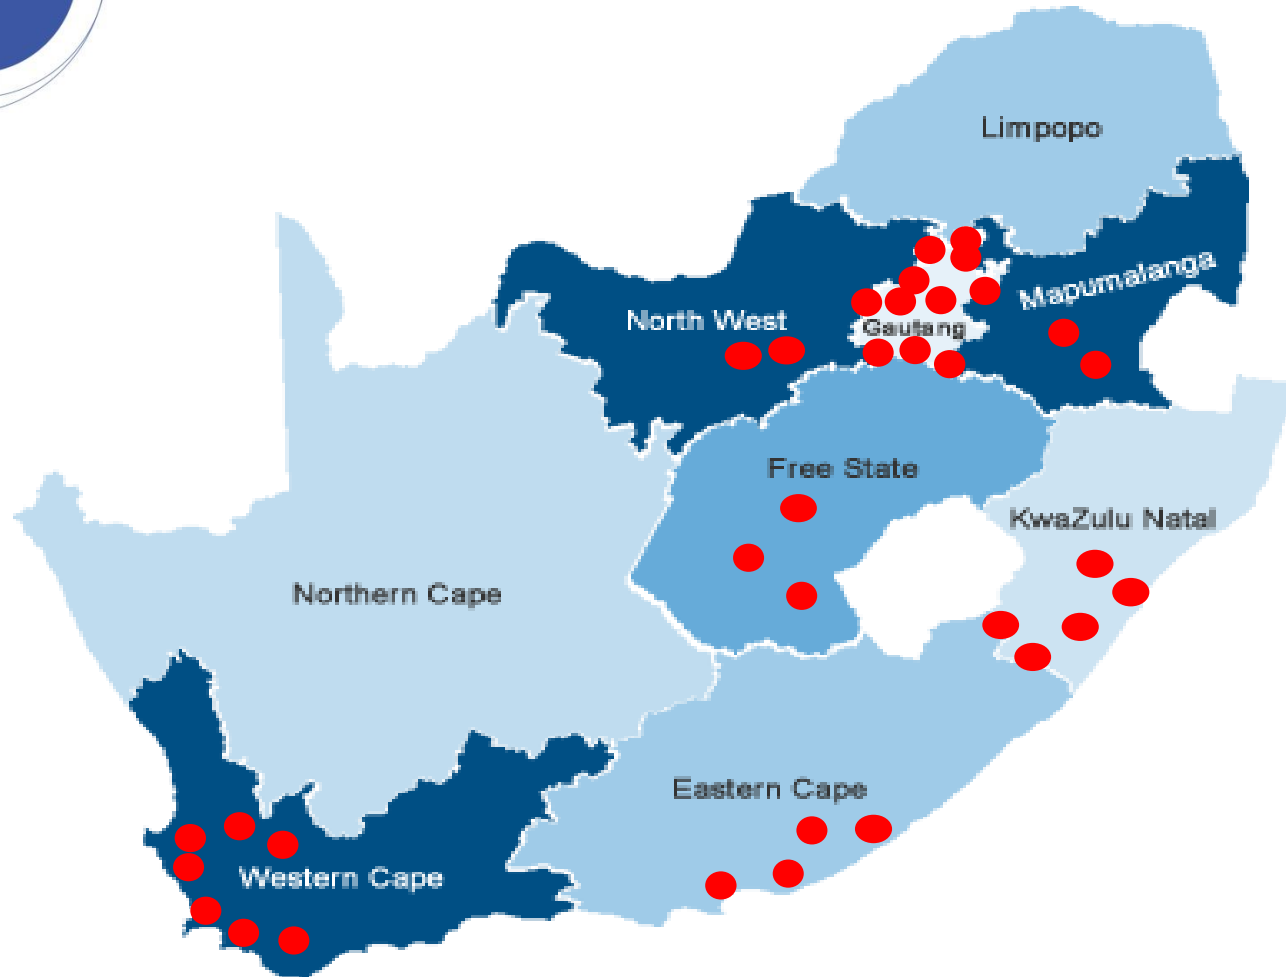 Limpopo
Mapumalanga
North West
Gautang
Free State
KwaZulu Natal
Northern Cape
Eastern Cape
Western Cape